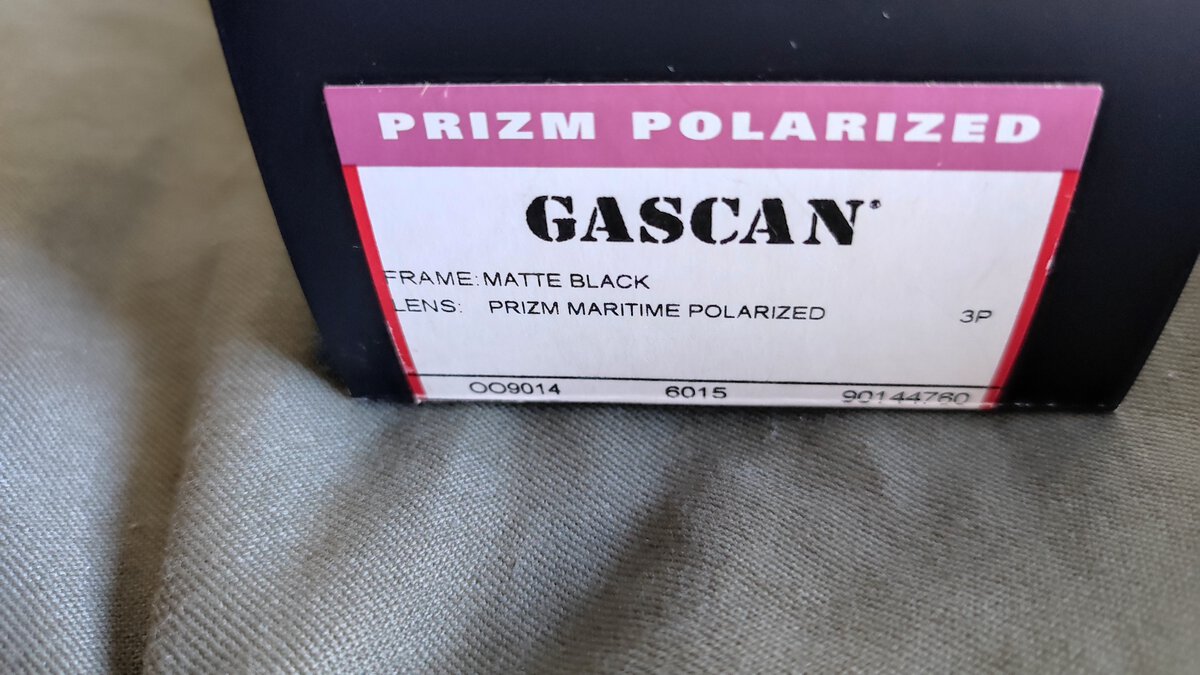 PRIZM POLARIZED
GASCAN®
FRAME: MATTE BLACK
LENS: PRIZM MARITIME POLARIZED 3P
OO9014 6015 90144760